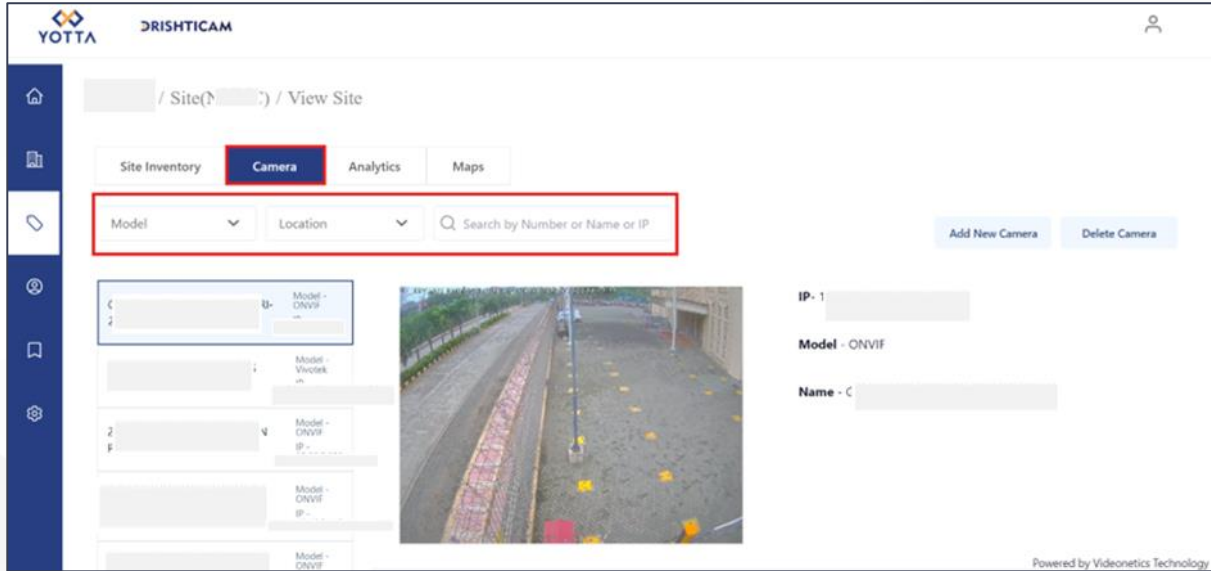 YOTTA
DRISHTICAM
/ Site(N C) / View Site
Site Inventory Camera Analytics Maps
Model Location Search by Number or Name or IP
Add New Camera Delete Camera
Model -
ONVIF
Model -
Vivotek
Model -
ONVIF
IP -
Model -
ONVIF
IP -
Model -
ONVIF
IP- 1
Model - ONVIF
Name - C
Powered by Videonetics Technology